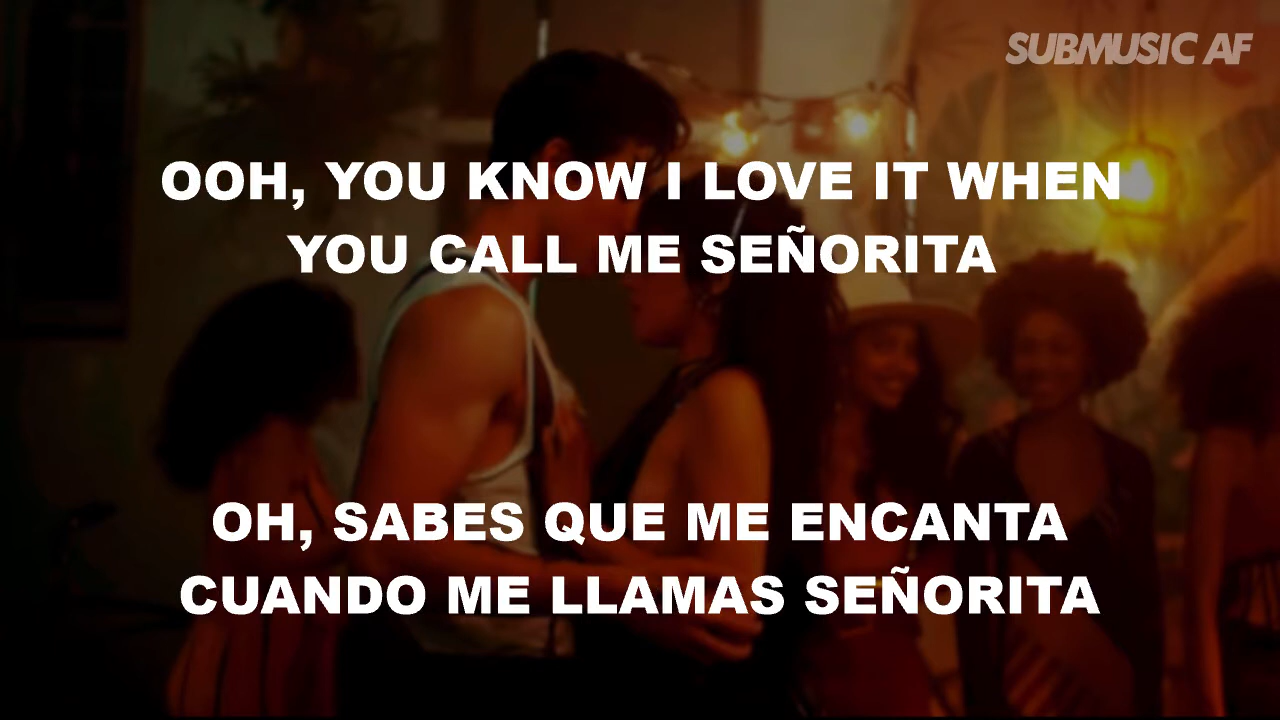 SUBMUSIC AF
OOH, YOU KNOW I LOVE IT WHEN
YOU CALL ME SEÑORITA
OH, SABES QUE ME ENCANTA
CUANDO ME LLAMAS SEÑORITA